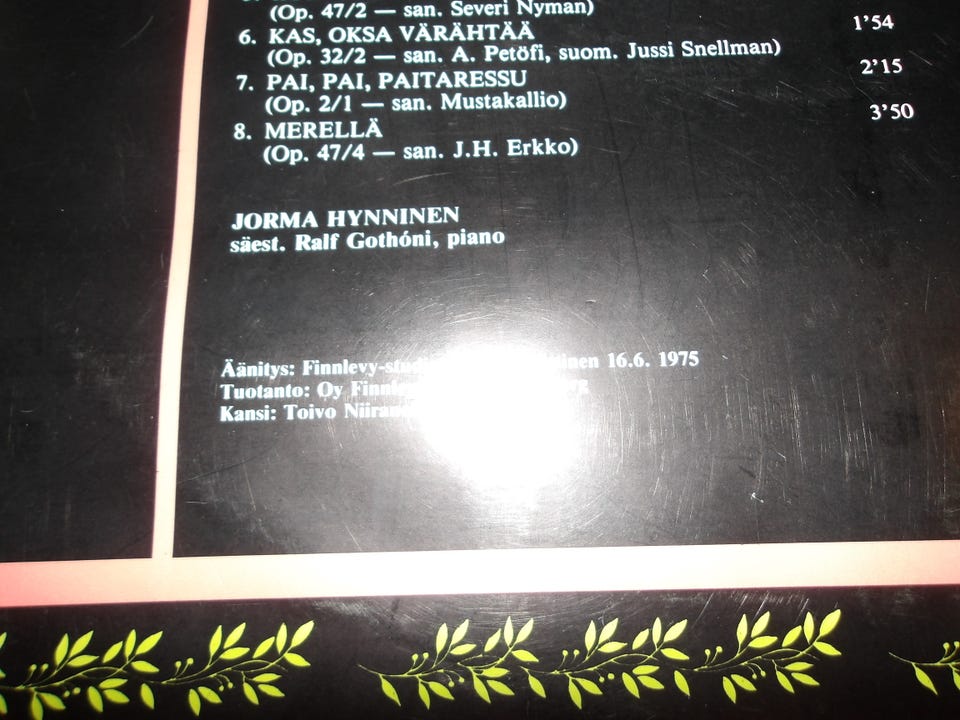 (Op. 47/2 — san. Severi Nyman)
6. KAS, OKSA VÄRÄHTÄÄ 1’54
(Op. 32/2 — san. A. Petöfi, suom. Jussi Snellman)
7. PAI, PAI, PAITARESSU 2’15
(Op. 2/1 — san. Mustakallio)
8. MERELLÄ 3’50
(Op. 47/4 — san. J.H. Erkko)
JORMA HYNNINEN
säest. Ralf Gothóni, piano
Äänitys: 16.6. 1975
Tuotanto: Oy
Kansi: Toivo